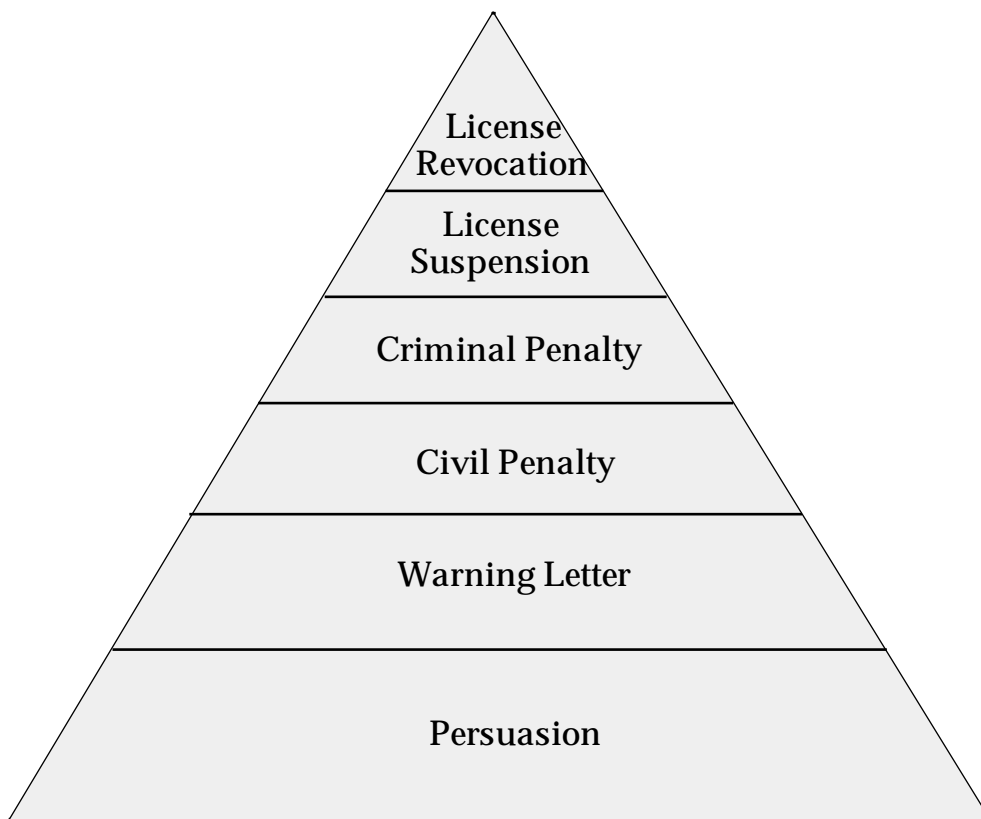 License
Revocation
License
Suspension
Criminal Penalty
Civil Penalty
Warning Letter
Persuasion